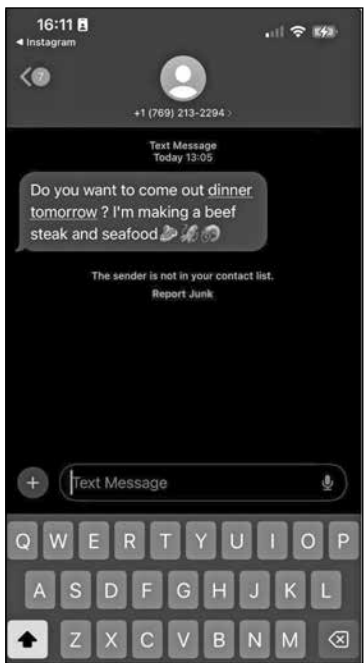 16:11
Instagram
7
+1 (769) 213-2294
Text Message
Today 13:05
Do you want to come out dinner
tomorrow ? I'm making a beef
steak and seafood
The sender is not in your contact list.
Report Junk
Text Message
Q W E R T Y U I O P
A S D F G H J K L
Z X C V B N M